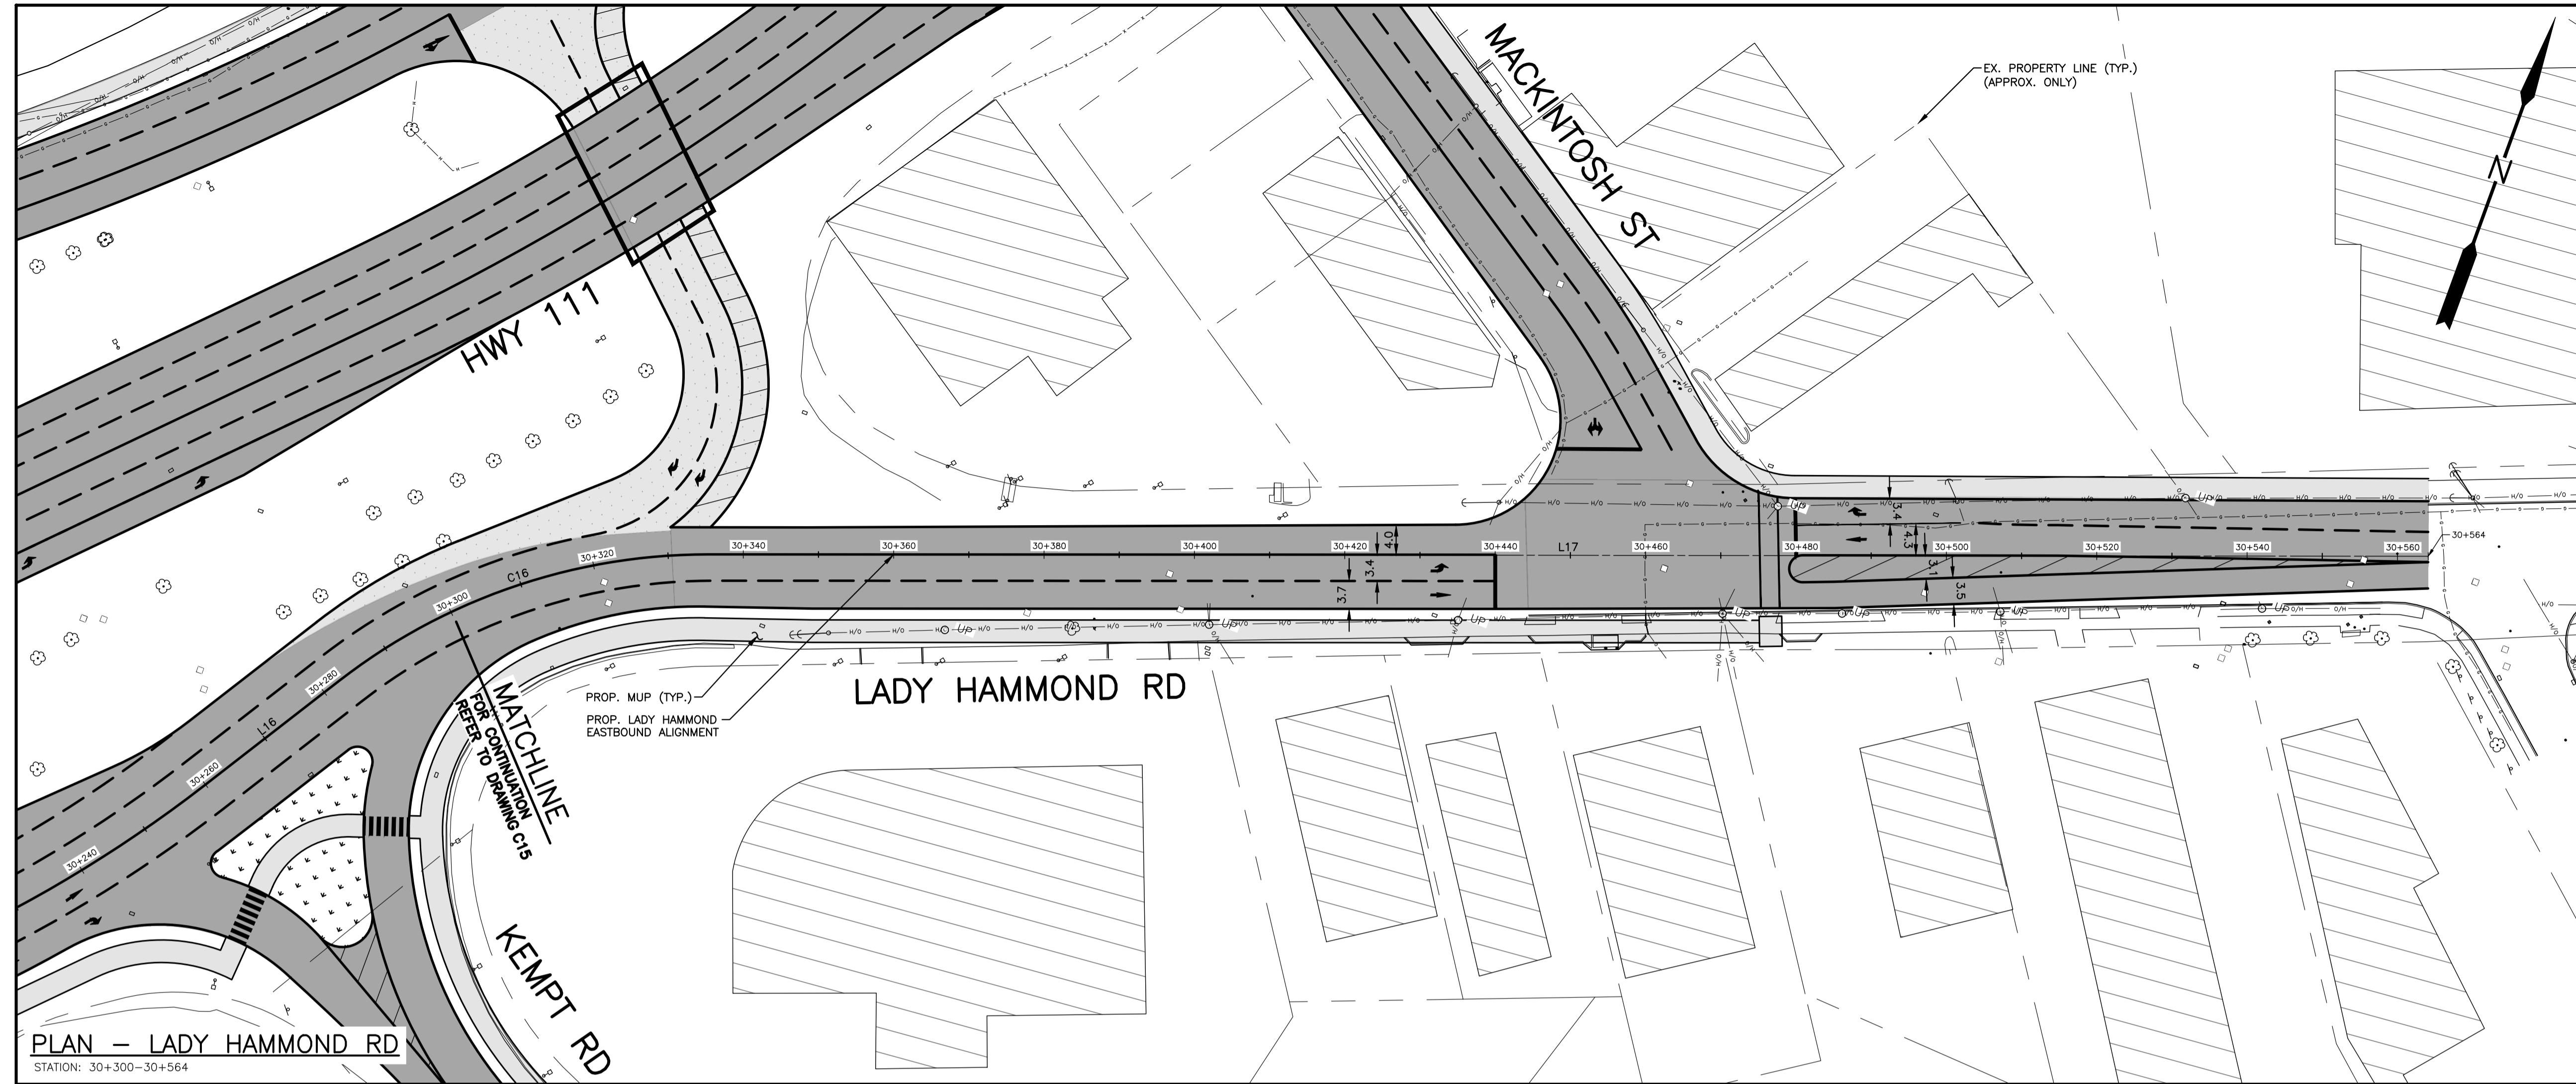 MACKINTOSH ST
EX. PROPERTY LINE (TYP.)
(APPROX. ONLY)
N
HWY 111
30+240
30+260
L16
30+280
30+300
C16
30+320
30+340
30+360
30+380
30+400
30+420
30+440
L17
30+460
30+480
30+500
30+520
30+540
30+560
30+564
4.0
3.4
3.7
3.4
4.3
3.1
3.5
MATCHLINE
FOR CONTINUATION
REFER TO DRAWING C15
PROP. MUP (TYP.)
PROP. LADY HAMMOND
EASTBOUND ALIGNMENT
LADY HAMMOND RD
KEMPT RD
PLAN – LADY HAMMOND RD
STATION: 30+300–30+564